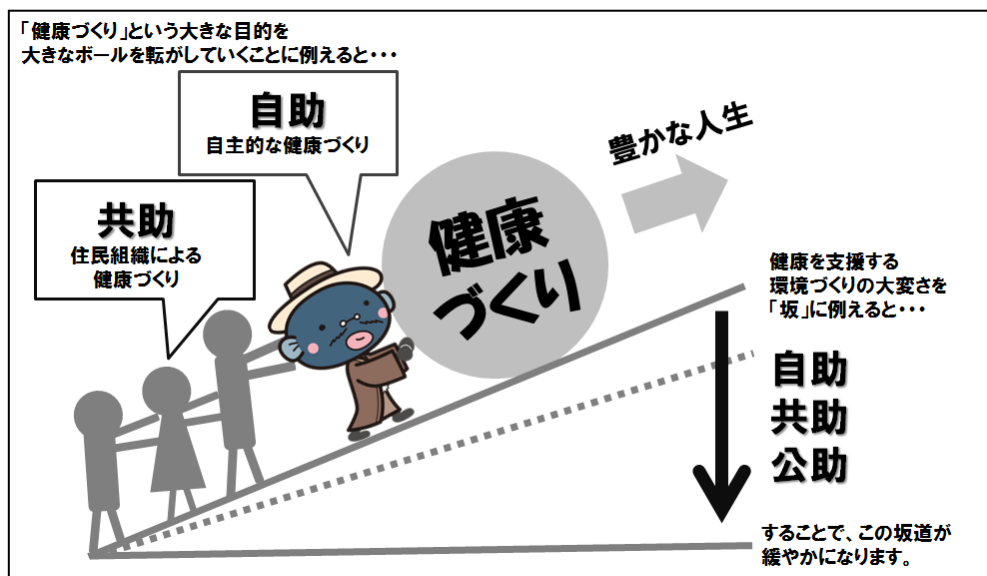 「健康づくり」という大きな目的を
大きなボールを転がしていくことに例えると・・・
自助
自主的な健康づくり
共助
住民組織による
健康づくり
健康
づくり
豊かな人生
健康を支援する
環境づくりの大変さを
「坂」に例えると・・・
自助
共助
公助
することで、この坂道が
緩やかになります。